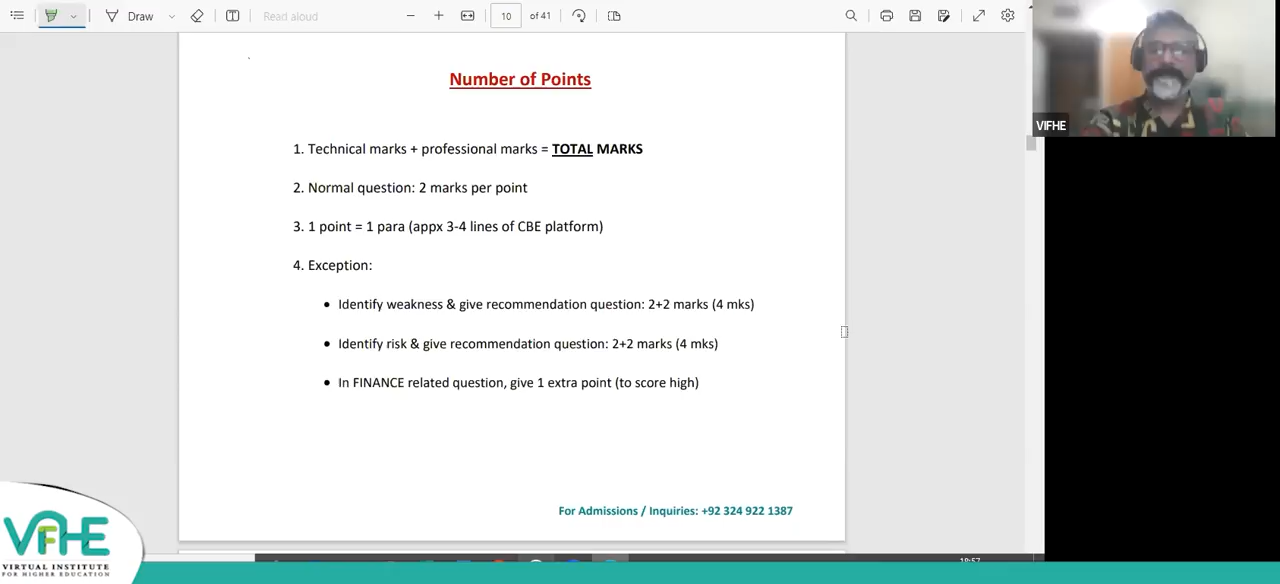 Draw
Read aloud
10
of 41
Number of Points
VIFHE
1. Technical marks + professional marks = TOTAL MARKS
2. Normal question: 2 marks per point
3. 1 point = 1 para (appx 3-4 lines of CBE platform)
4. Exception:
• Identify weakness & give recommendation question: 2+2 marks (4 mks)
• Identify risk & give recommendation question: 2+2 marks (4 mks)
• In FINANCE related question, give 1 extra point (to score high)
For Admissions / Inquiries: +92 324 922 1387
VIFHE
VIRTUAL INSTITUTE
FOR HIGHER EDUCATION